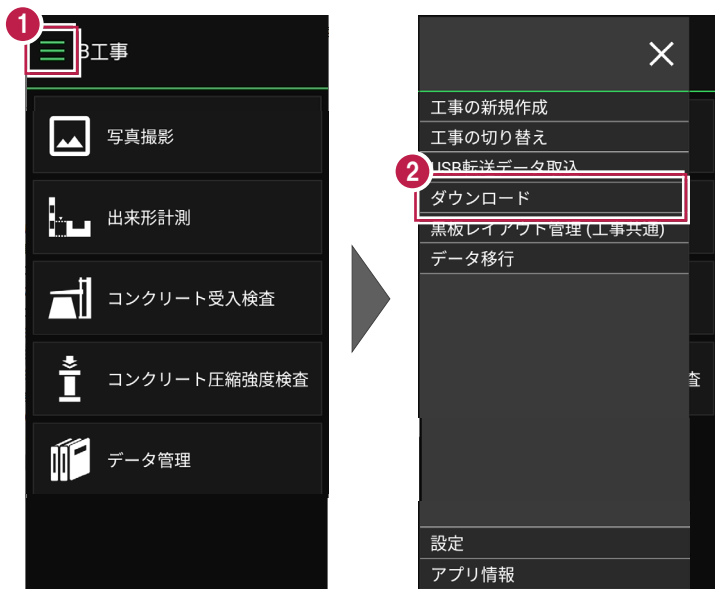 1
B工事
写真撮影
出来形計測
コンクリート受入検査
コンクリート圧縮強度検査
データ管理
工事の新規作成
工事の切り替え
2
USB転送データ取込
ダウンロード
黒板レイアウト管理 (工事共通)
データ移行
査
設定
アプリ情報